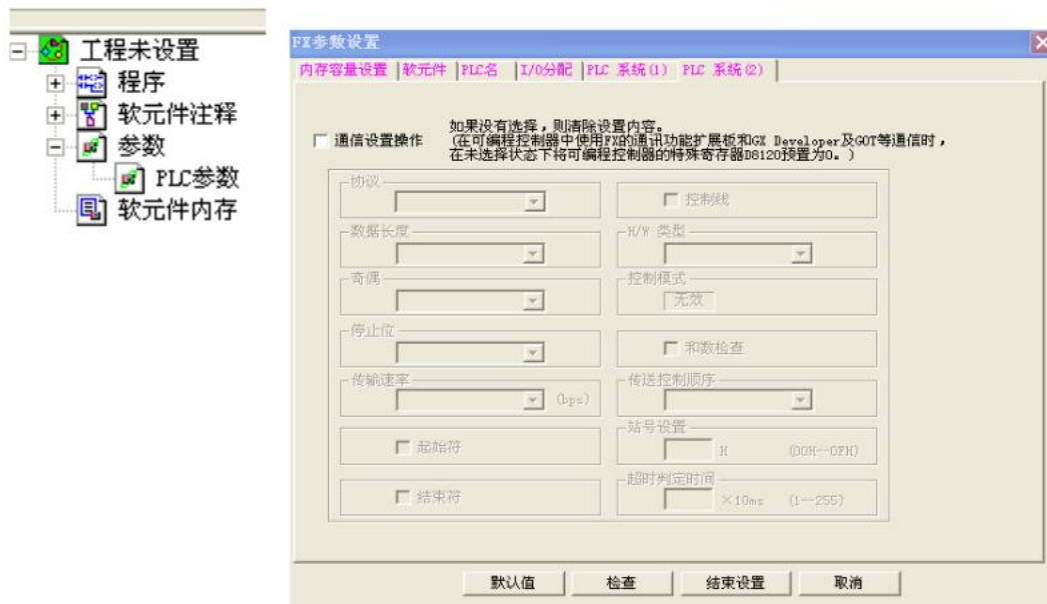 工程未设置
程序
软元件注释
参数
PLC参数
软元件内存
FX参数设置
内存容量设置 软元件 PLC名 I/O分配 PLC 系统(1) PLC 系统(2)
通信设置操作
如果没有选择，则清除设置内容。
(在可编程控制器中使用FX的通讯功能扩展板和GX Developer及GOT等通信时，
在未选择状态下将可编程控制器的特殊寄存器D8120预置为0。)
协议
控制线
数据长度
H/W 类型
奇偶
控制模式
无效
停止位
和数检查
传输速率
(bps)
传送控制顺序
起始符
站号设置
H (00H--0FH)
结束符
超时判定时间
×10ms (1--255)
默认值 检查 结束设置 取消